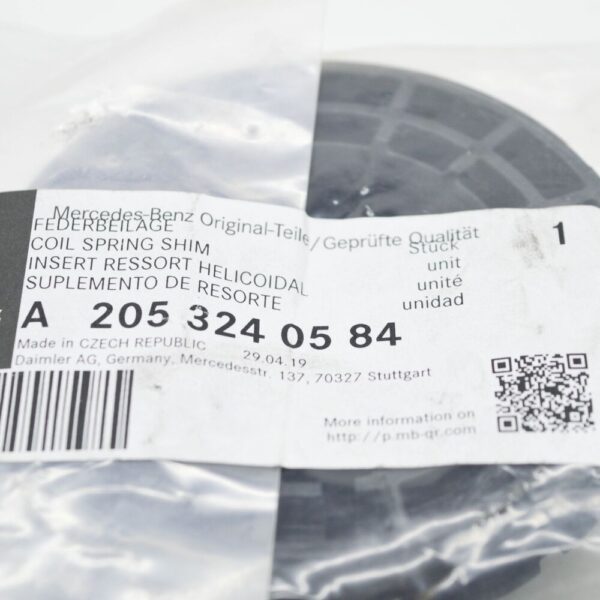 Mercedes-Benz Original-Teile/Geprüfte Qualität
FEDERBEILAGE Stück 1
COIL SPRING SHIM unit
INSERT RESSORT HELICOIDAL unité
SUPLEMENTO DE RESORTE unidad
A 205 324 05 84
Made in CZECH REPUBLIC 29.04.19
Daimler AG, Germany, Mercedesstr. 137, 70327 Stuttgart
More information on
http://p.mb-qr.com